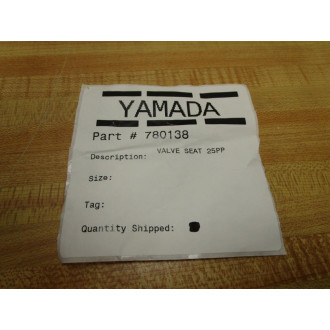 YAMADA
Part # 780138
Description: VALVE SEAT 25PP
Size:
Tag:
Quantity Shipped: